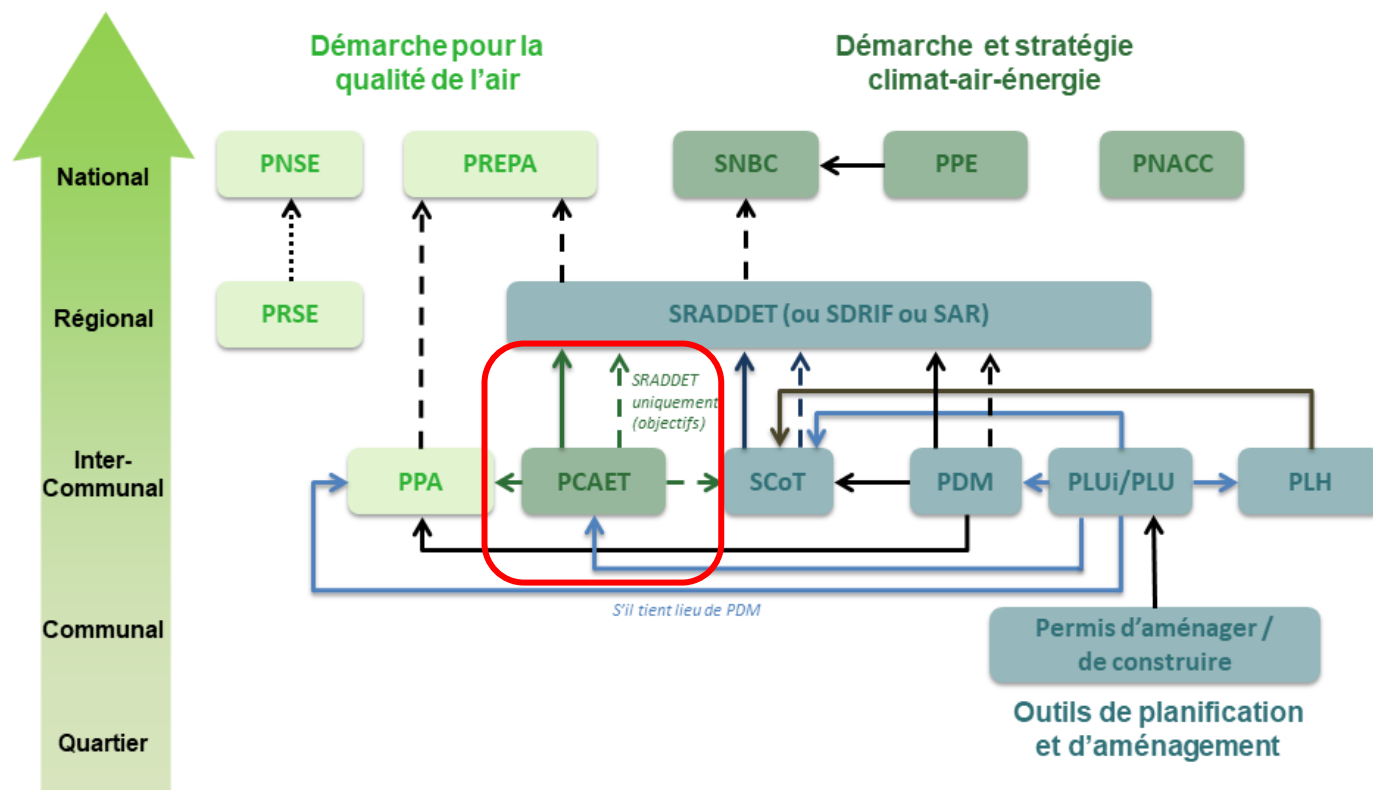 Démarche pour la
qualité de l'air
Démarche et stratégie
climat-air-énergie
National
PNSE
PREPA
SNBC
PPE
PNACC
Régional
PRSE
SRADDET (ou SDRIF ou SAR)
SRADDET
uniquement
(objectifs)
Inter-
Communal
PPA
PCAET
SCoT
PDM
PLUi/PLU
PLH
S'il tient lieu de PDM
Communal
Permis d'aménager /
de construire
Outils de planification
et d'aménagement
Quartier